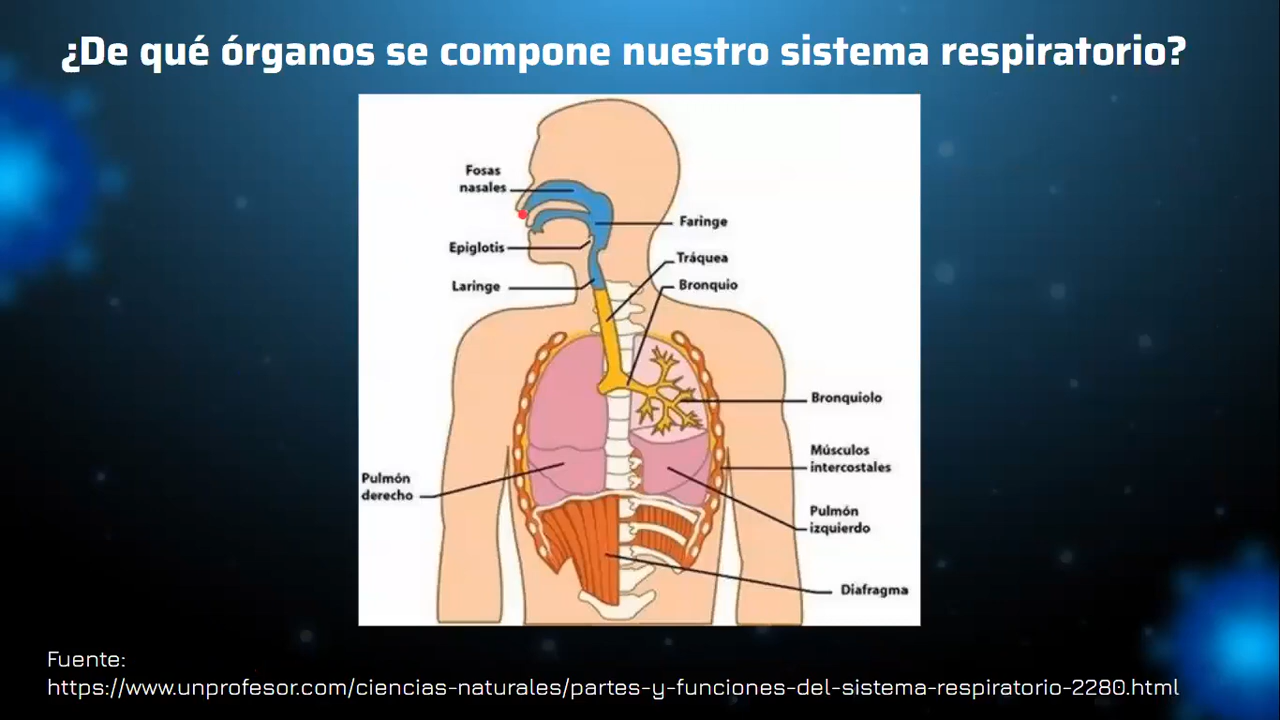 ¿De qué órganos se compone nuestro sistema respiratorio?
Fosas
nasales
Faringe
Epiglotis
Tráquea
Laringe
Bronquio
Bronquiolo
Músculos
intercostales
Pulmón
derecho
Pulmón
izquierdo
Diafragma
Fuente:
https://www.unprofesor.com/ciencias-naturales/partes-y-funciones-del-sistema-respiratorio-2280.html